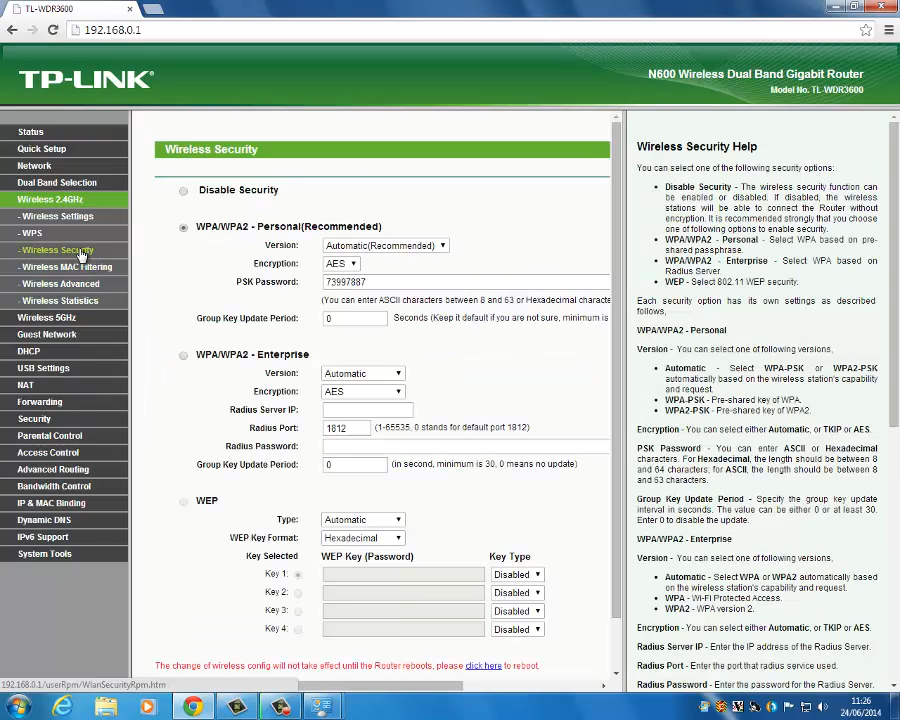 TL-WDR3600
192.168.0.1
TP-LINK®
N600 Wireless Dual Band Gigabit Router
Model No. TL-WDR3600
Status
Quick Setup
Network
Dual Band Selection
Wireless 2.4GHz
- Wireless Settings
- WPS
- Wireless Security
- Wireless MAC Filtering
- Wireless Advanced
- Wireless Statistics
Wireless 5GHz
Guest Network
DHCP
USB Settings
NAT
Forwarding
Security
Parental Control
Access Control
Advanced Routing
Bandwidth Control
IP & MAC Binding
Dynamic DNS
IPv6 Support
System Tools
192.168.0.1/userRpm/WlanSecurityRpm.htm
Wireless Security
Disable Security
WPA/WPA2 - Personal(Recommended)
Version: Automatic(Recommended)
Encryption: AES
PSK Password: 73997887
(You can enter ASCII characters between 8 and 63 or Hexadecimal characte
Group Key Update Period: 0 Seconds (Keep it default if you are not sure, minimum is
WPA/WPA2 - Enterprise
Version: Automatic
Encryption: AES
Radius Server IP:
Radius Port: 1812 (1-65535, 0 stands for default port 1812)
Radius Password:
Group Key Update Period: 0 (in second, minimum is 30, 0 means no update)
WEP
Type: Automatic
WEP Key Format: Hexadecimal
Key Selected WEP Key (Password) Key Type
Key 1: Disabled
Key 2: Disabled
Key 3: Disabled
Key 4: Disabled
The change of wireless config will not take effect until the Router reboots, please click here to reboot.
Wireless Security Help
You can select one of the following security options:
• Disable Security - The wireless security function can
be enabled or disabled. If disabled, the wireless
stations will be able to connect the Router without
encryption. It is recommended strongly that you choose
one of following options to enable security.
• WPA/WPA2 - Personal - Select WPA based on pre-
shared passphrase.
• WPA/WPA2 - Enterprise - Select WPA based on
Radius Server.
• WEP - Select 802.11 WEP security.
Each security option has its own settings as described
follows,
WPA/WPA2 - Personal
Version - You can select one of following versions,
• Automatic - Select WPA-PSK or WPA2-PSK
automatically based on the wireless station's capability
and request.
• WPA-PSK - Pre-shared key of WPA.
• WPA2-PSK - Pre-shared key of WPA2.
Encryption - You can select either Automatic, or TKIP or AES.
PSK Password - You can enter ASCII or Hexadecimal
characters. For Hexadecimal, the length should be between 8
and 64 characters; for ASCII, the length should be between 8
and 63 characters.
Group Key Update Period - Specify the group key update
interval in seconds. The value can be either 0 or at least 30.
Enter 0 to disable the update.
WPA/WPA2 - Enterprise
Version - You can select one of following versions,
• Automatic - Select WPA or WPA2 automatically based
on the wireless station's capability and request.
• WPA - Wi-Fi Protected Access.
• WPA2 - WPA version 2.
Encryption - You can select either Automatic, or TKIP or AES.
Radius Server IP - Enter the IP address of the Radius Server.
Radius Port - Enter the port that radius service used.
Radius Password - Enter the password for the Radius Server.
11:26
24/06/2014